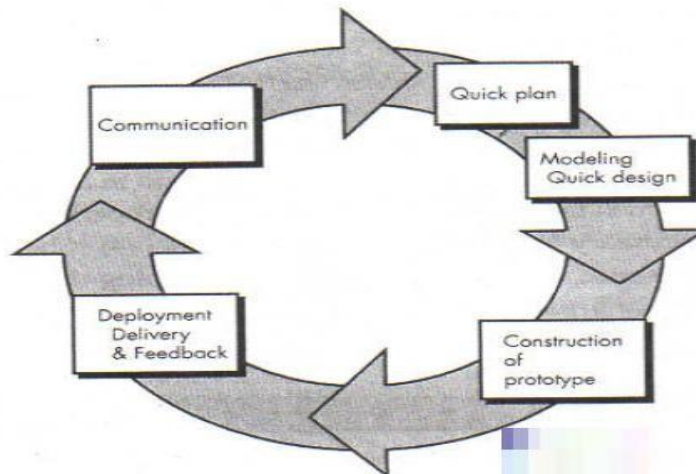 Communication
Quick plan
Modeling
Quick design
Construction
of
prototype
Deployment
Delivery
& Feedback